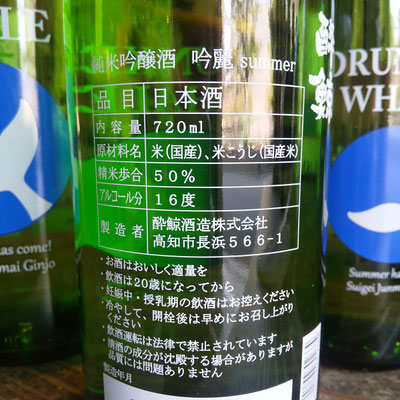 純米吟醸酒 吟麗 summer
品目 日本酒
内容量 720ml
原材料名 米(国産)、米こうじ(国産米)
精米歩合 50%
アルコール分 16度
製造者 酔鯨酒造株式会社
高知市長浜566-1
・お酒はおいしく適量を
・飲酒は20歳になってから
・妊娠中・授乳期の飲酒はお控えください
・冷やして、開栓後は早めにお召し上がり
ください
・飲酒運転は法律で禁止されています
・清酒の成分が沈殿する場合がありますが
品質には問題ありません
製造年月
酔鯨
LE
as come!
mai Ginjo
DRUN
WHA
Summer ha
Suigei Junm